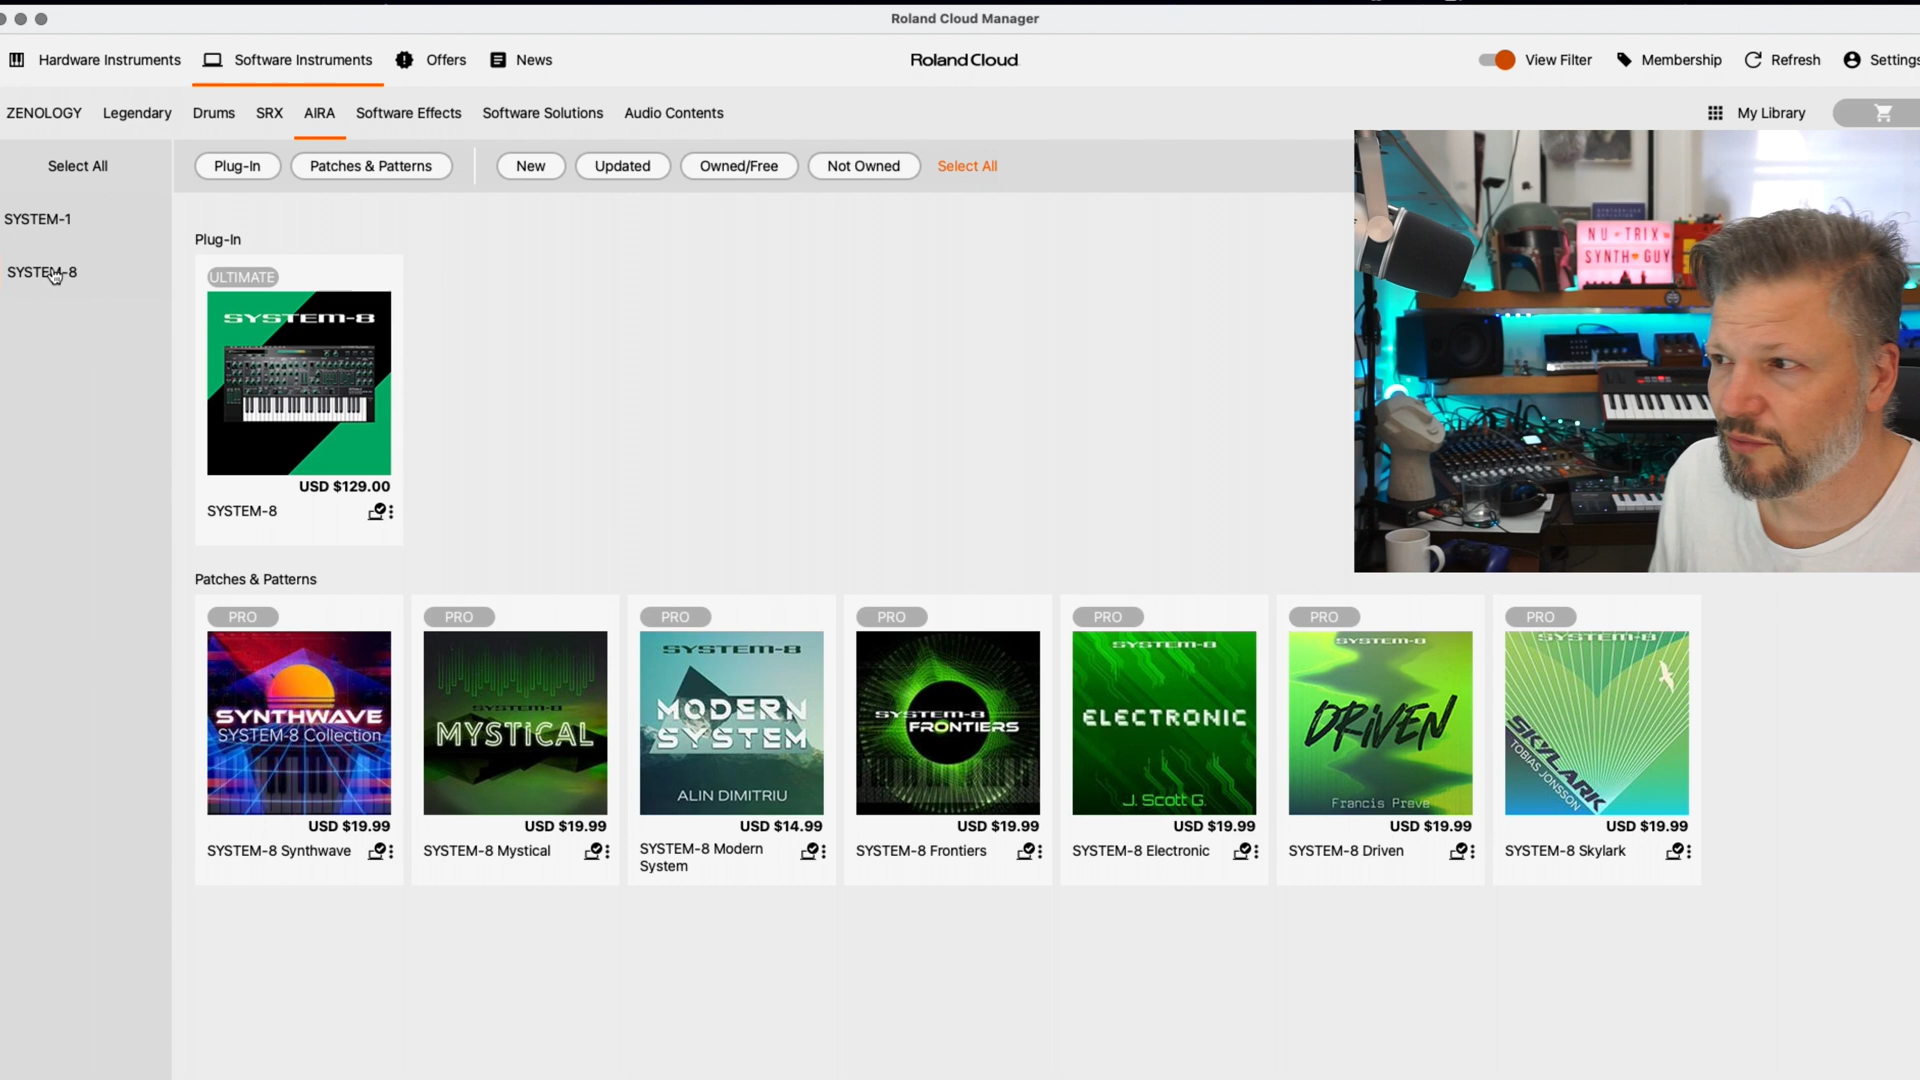 Roland Cloud Manager
Hardware Instruments Software Instruments Offers News Roland Cloud View Filter Membership Refresh Settings
ZENOLOGY Legendary Drums SRX AIRA Software Effects Software Solutions Audio Contents My Library
Select All Plug-In Patches & Patterns New Updated Owned/Free Not Owned Select All
SYSTEM-1
SYSTEM-8
NU-TRIX
SYNTH GUY
Plug-In
ULTIMATE
SYSTEM-8
USD $129.00
SYSTEM-8
Patches & Patterns
PRO PRO PRO PRO PRO PRO PRO
SYNTHWAVE
SYSTEM-8 Collection
SYSTEM-8
MYSTICAL
SYSTEM-8
MODERN
SYSTEM
ALIN DIMITRIU
SYSTEM-8
FRONTIERS
SYSTEM-8
ELECTRONIC
J. Scott G.
SYSTEM-8
DRIVEN
Francis Preve
SYSTEM-8
SKYLARK
TOBIAS JONSSON
USD $19.99 USD $19.99 USD $14.99 USD $19.99 USD $19.99 USD $19.99 USD $19.99
SYSTEM-8 Synthwave SYSTEM-8 Mystical SYSTEM-8 Modern SYSTEM-8 Frontiers SYSTEM-8 Electronic SYSTEM-8 Driven SYSTEM-8 Skylark
System